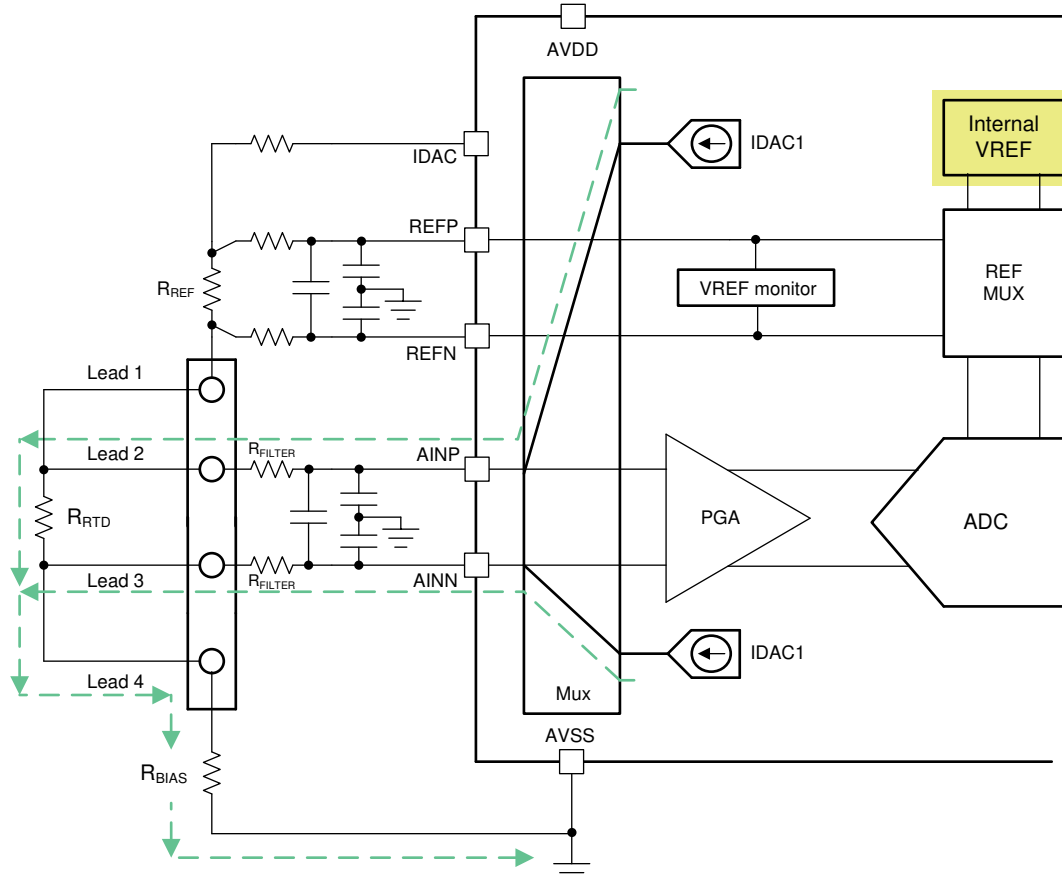 AVDD
IDAC
IDAC1
Internal
VREF
REFP
RREF
VREF monitor
REF
MUX
REFN
Lead 1
Lead 2
RFILTER
AINP
RRTD
PGA
ADC
Lead 3
RFILTER
AINN
IDAC1
Lead 4
Mux
AVSS
RBIAS